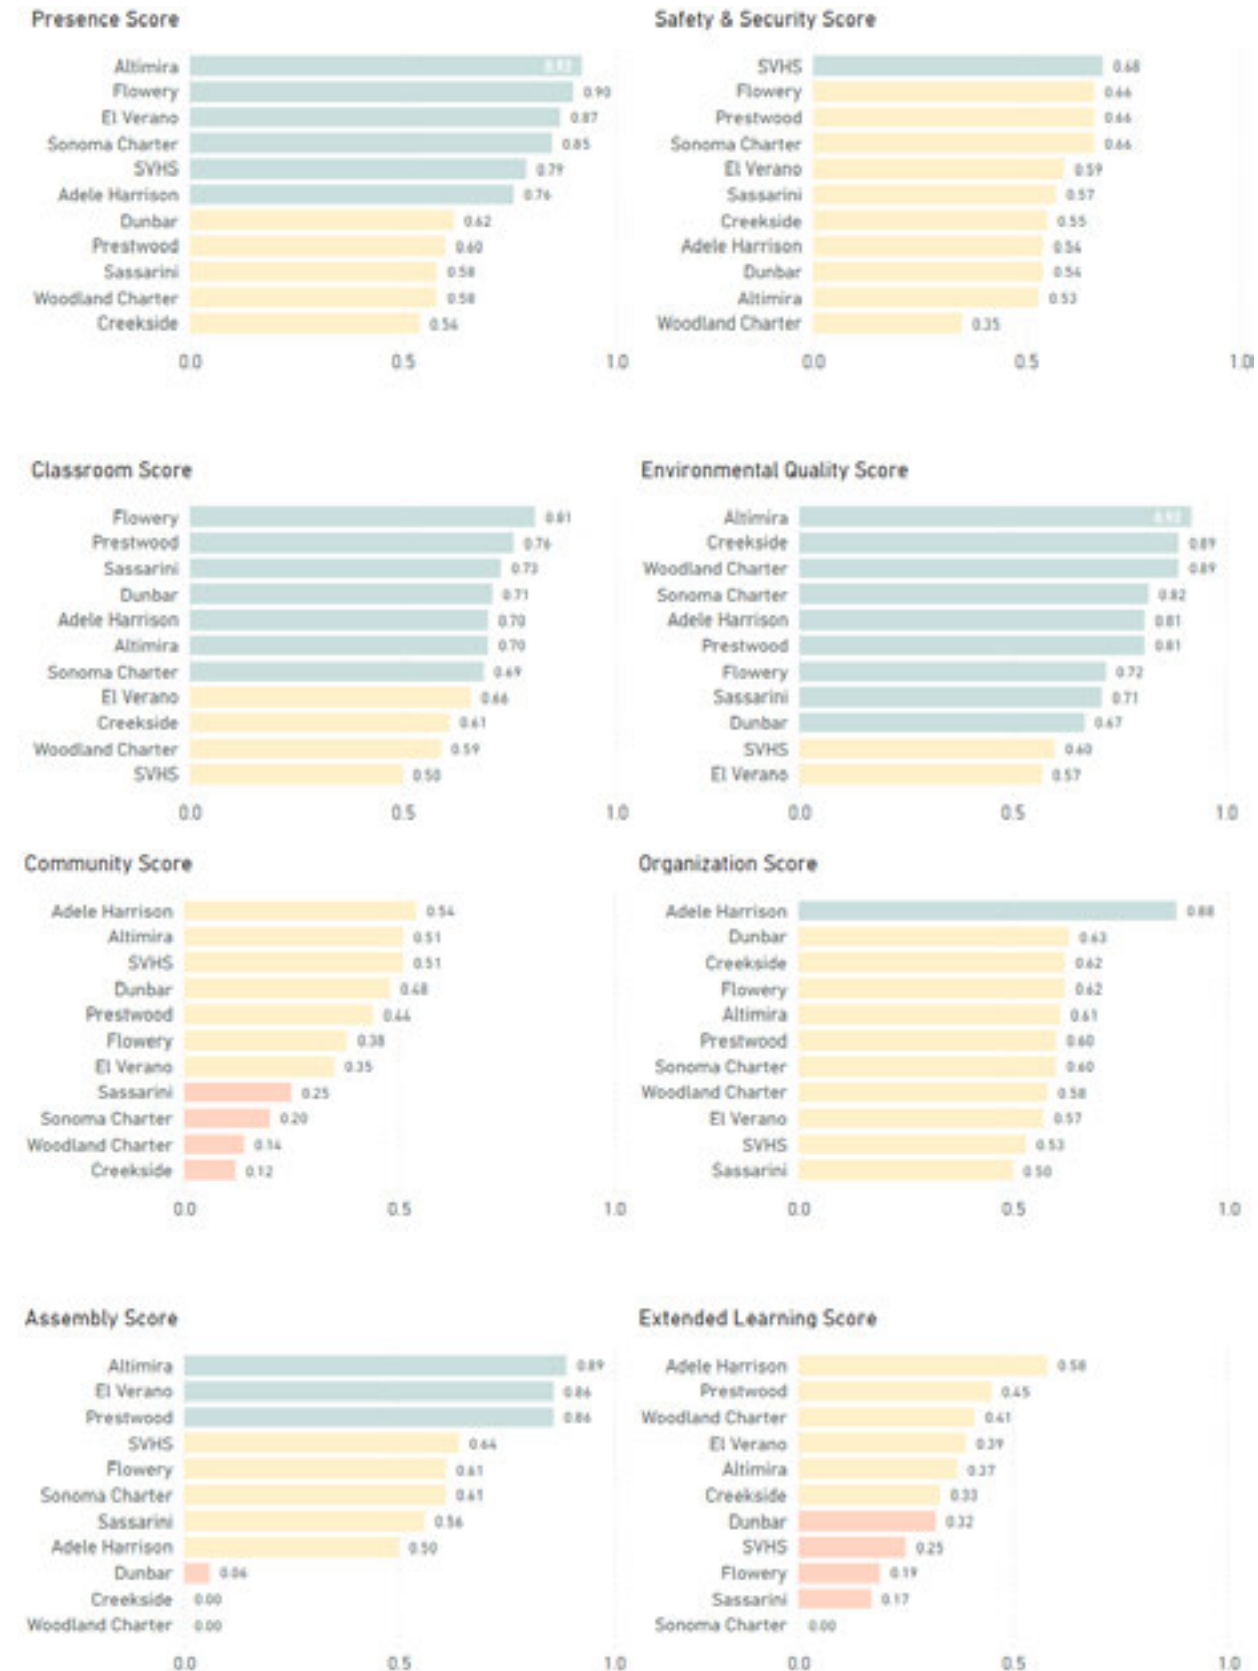 Presence Score
Altimira 0.92
Flowery 0.90
El Verano 0.87
Sonoma Charter 0.85
SVHS 0.79
Adele Harrison 0.76
Dunbar 0.62
Prestwood 0.60
Sassarini 0.58
Woodland Charter 0.58
Creekside 0.54
0.0 0.5 1.0
Safety & Security Score
SVHS 0.68
Flowery 0.66
Prestwood 0.66
Sonoma Charter 0.66
El Verano 0.59
Sassarini 0.57
Creekside 0.55
Adele Harrison 0.54
Dunbar 0.54
Altimira 0.53
Woodland Charter 0.35
0.0 0.5 1.0
Classroom Score
Flowery 0.81
Prestwood 0.76
Sassarini 0.73
Dunbar 0.71
Adele Harrison 0.70
Altimira 0.70
Sonoma Charter 0.69
El Verano 0.66
Creekside 0.61
Woodland Charter 0.59
SVHS 0.50
0.0 0.5 1.0
Environmental Quality Score
Altimira 0.92
Creekside 0.89
Woodland Charter 0.89
Sonoma Charter 0.82
Adele Harrison 0.81
Prestwood 0.81
Flowery 0.72
Sassarini 0.71
Dunbar 0.67
SVHS 0.60
El Verano 0.57
0.0 0.5 1.0
Community Score
Adele Harrison 0.54
Altimira 0.51
SVHS 0.51
Dunbar 0.48
Prestwood 0.44
Flowery 0.38
El Verano 0.35
Sassarini 0.25
Sonoma Charter 0.20
Woodland Charter 0.14
Creekside 0.12
0.0 0.5 1.0
Organization Score
Adele Harrison 0.88
Dunbar 0.63
Creekside 0.62
Flowery 0.62
Altimira 0.61
Prestwood 0.60
Sonoma Charter 0.60
Woodland Charter 0.58
El Verano 0.57
SVHS 0.53
Sassarini 0.50
0.0 0.5 1.0
Assembly Score
Altimira 0.89
El Verano 0.86
Prestwood 0.86
SVHS 0.64
Flowery 0.61
Sonoma Charter 0.61
Sassarini 0.56
Adele Harrison 0.50
Dunbar 0.06
Creekside 0.00
Woodland Charter 0.00
0.0 0.5 1.0
Extended Learning Score
Adele Harrison 0.58
Prestwood 0.45
Woodland Charter 0.41
El Verano 0.39
Altimira 0.37
Creekside 0.33
Dunbar 0.32
SVHS 0.25
Flowery 0.19
Sassarini 0.17
Sonoma Charter 0.00
0.0 0.5 1.0